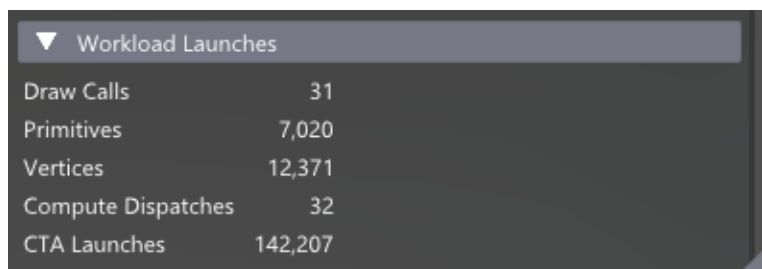 Workload Launches
Draw Calls 31
Primitives 7,020
Vertices 12,371
Compute Dispatches 32
CTA Launches 142,207